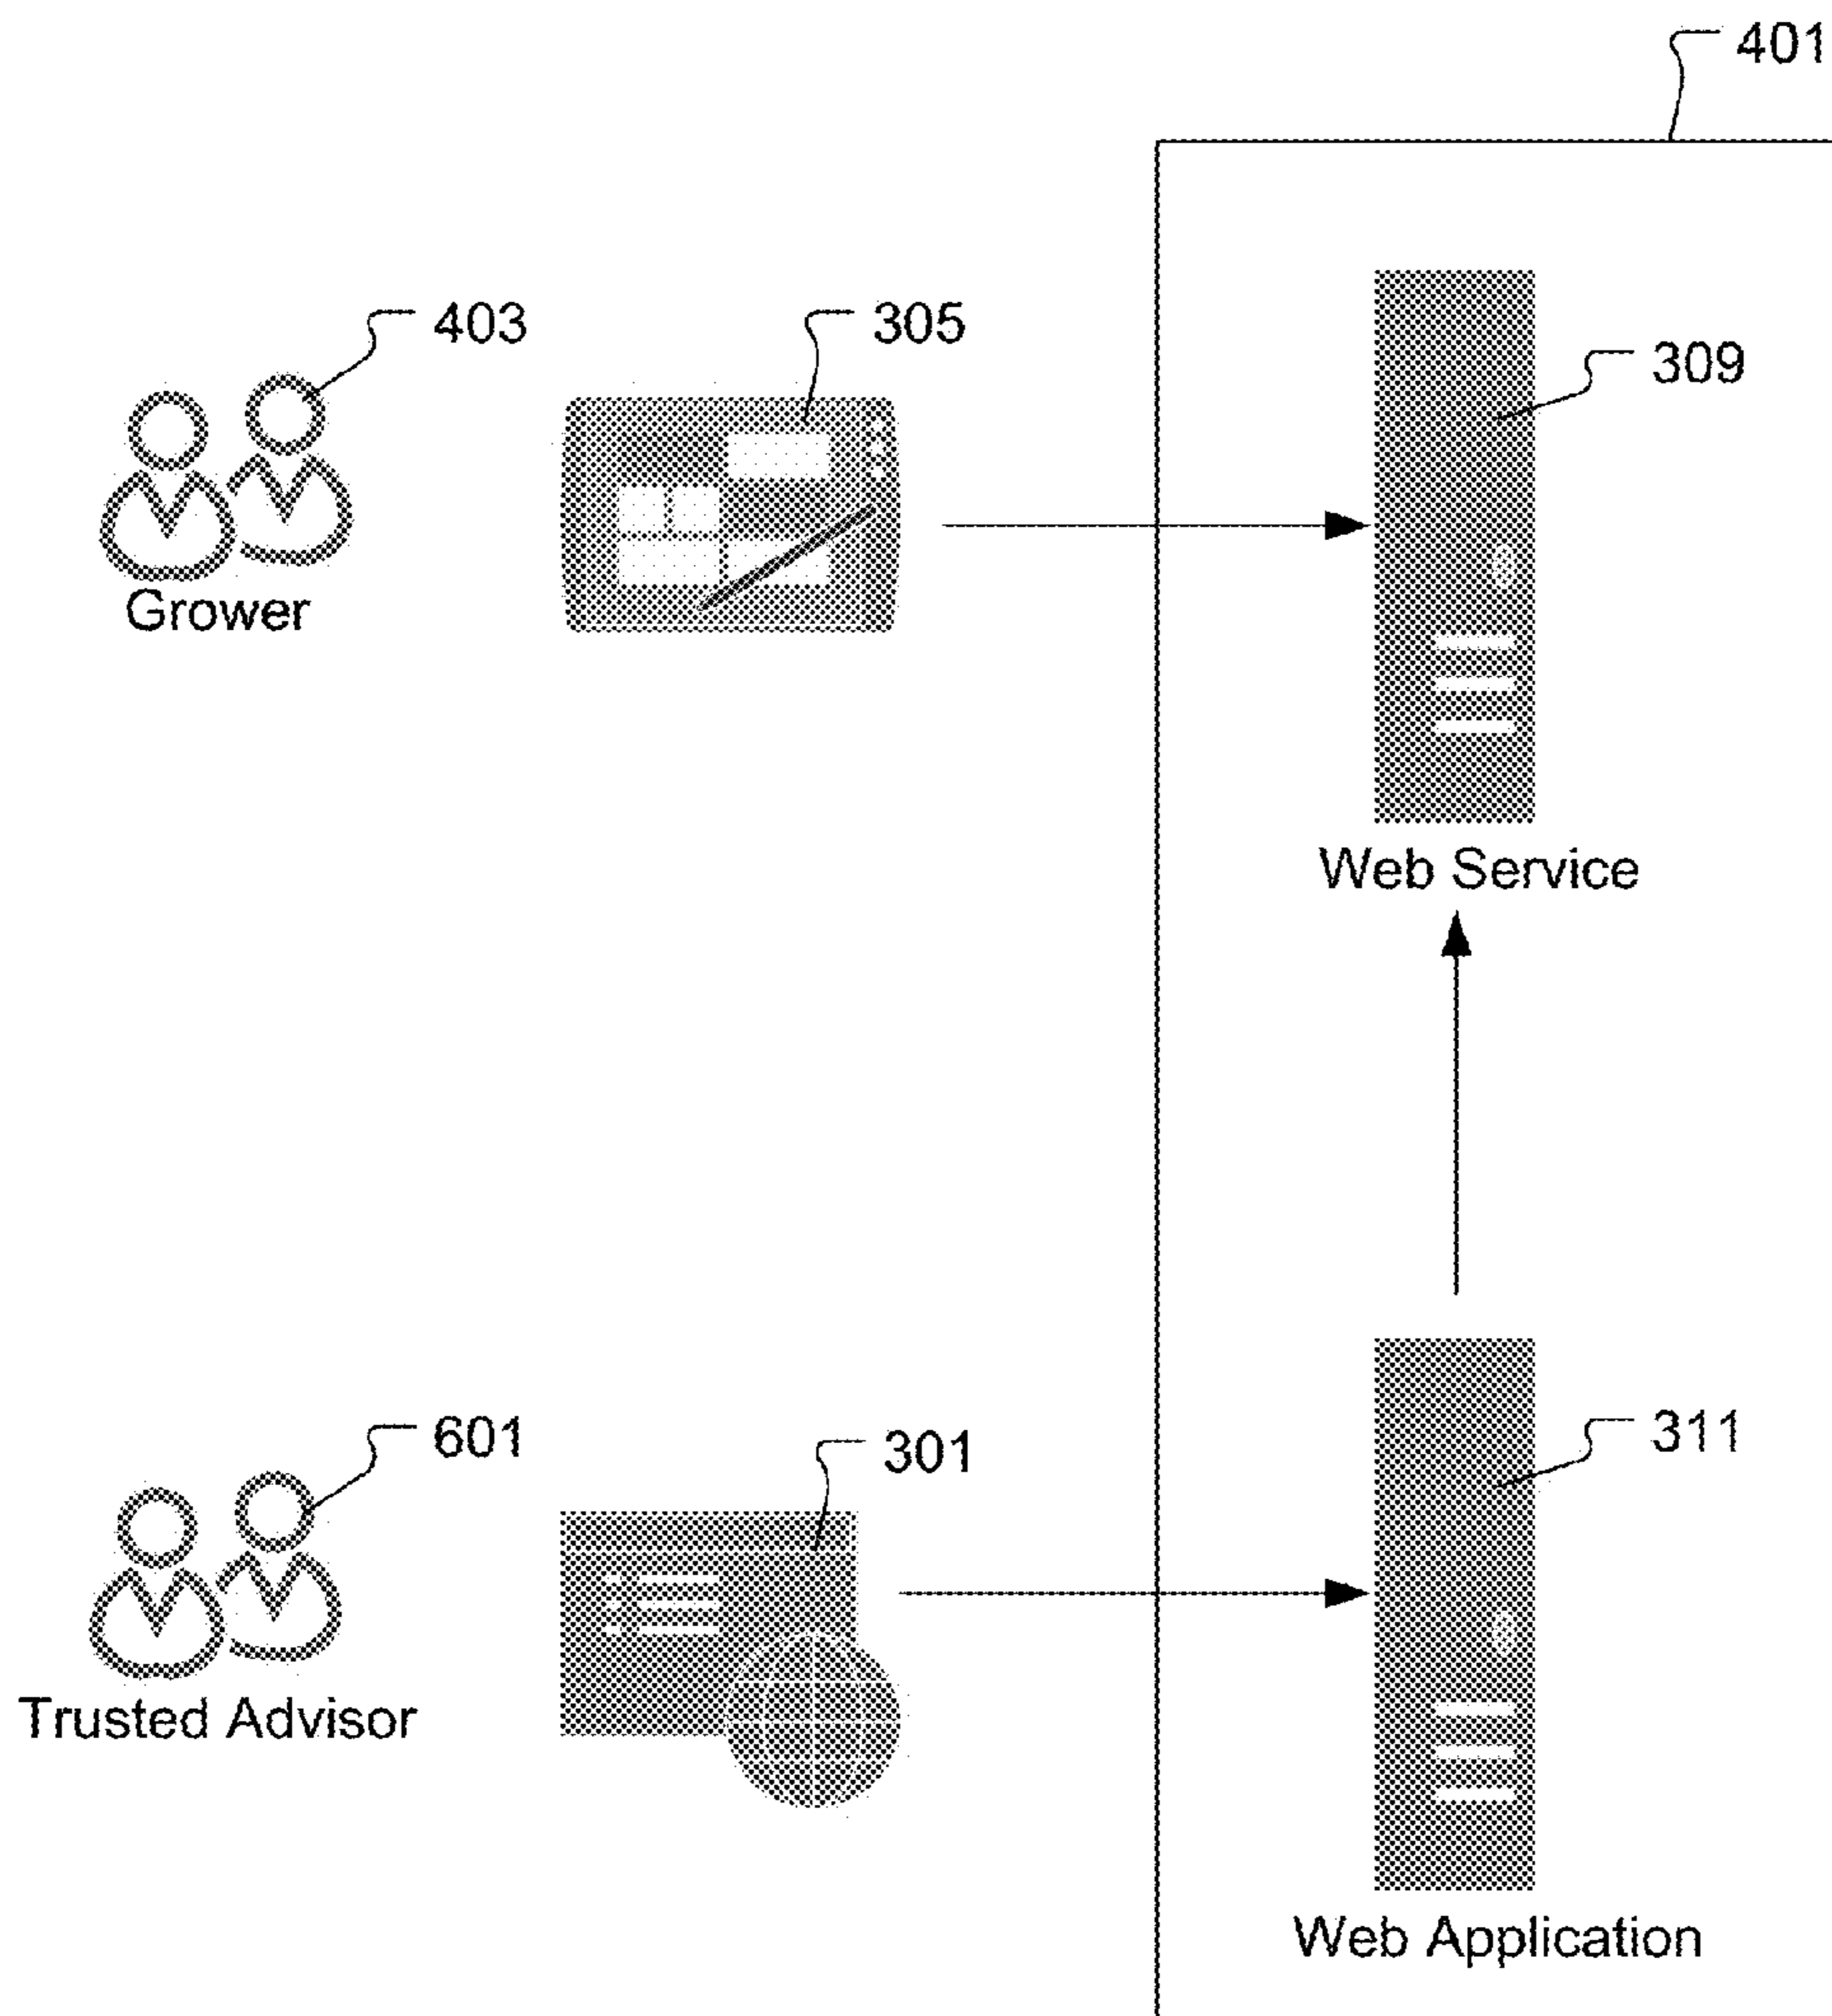 401
403
305
309
Grower
Web Service
601
301
311
Trusted Advisor
Web Application